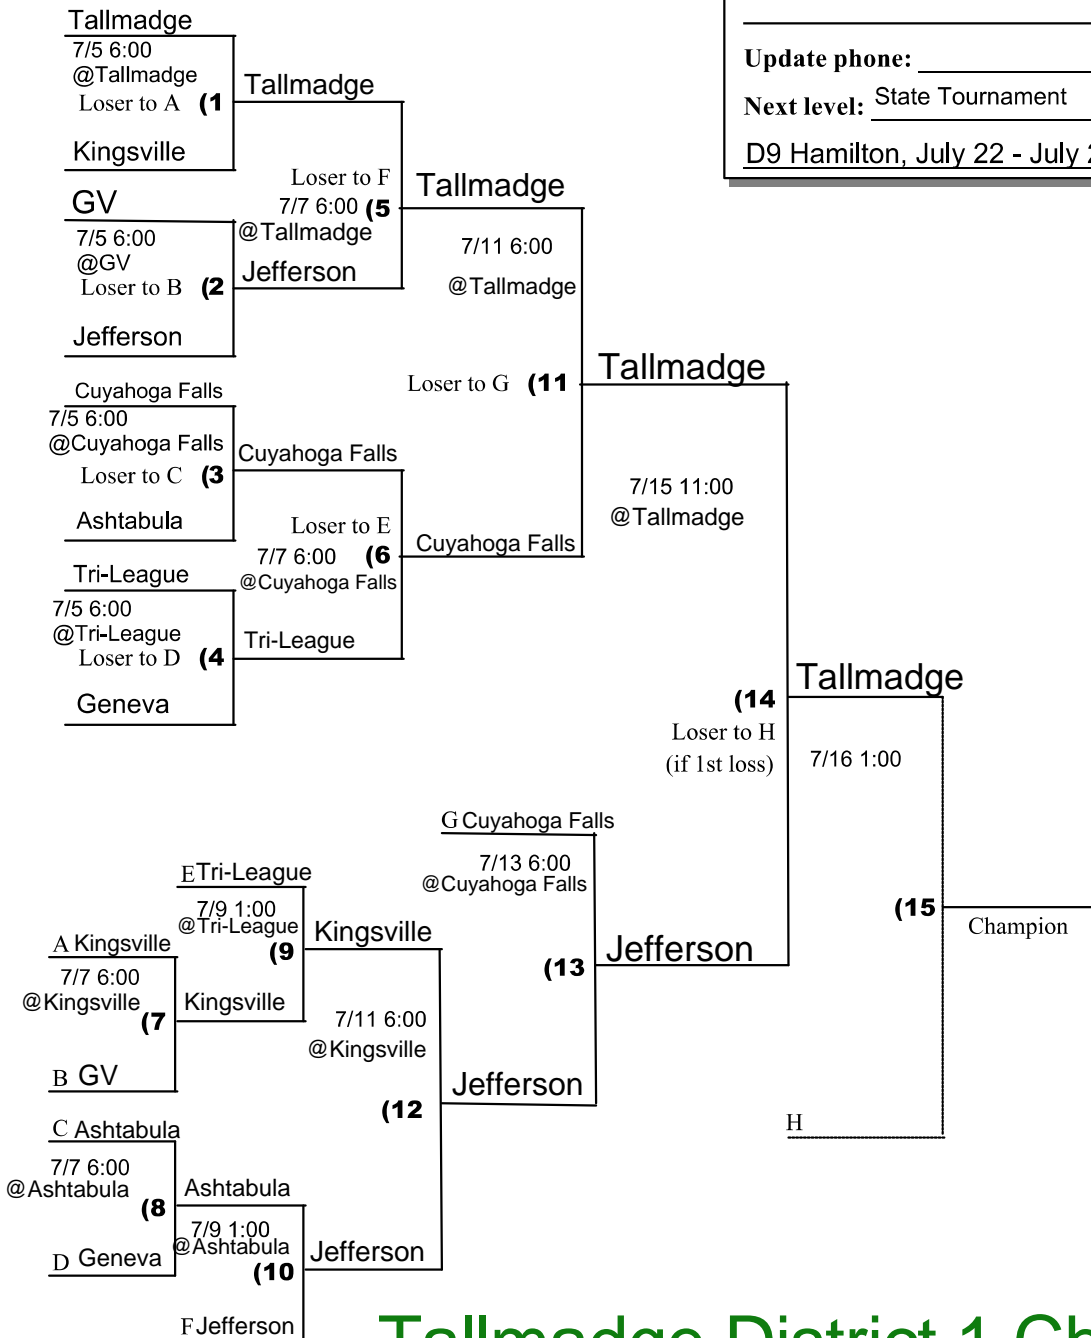 Tallmadge
7/5 6:00
@Tallmadge
Loser to A (1
Kingsville
Tallmadge
GV
7/5 6:00
@GV
Loser to B (2
Jefferson
Loser to F
7/7 6:00 (5
@Tallmadge
Jefferson
Tallmadge
Cuyahoga Falls
7/5 6:00
@Cuyahoga Falls
Loser to C (3
Ashtabula
Cuyahoga Falls
Tri-League
7/5 6:00
@Tri-League
Loser to D (4
Geneva
Loser to E
7/7 6:00 (6
@Cuyahoga Falls
Tri-League
Cuyahoga Falls
7/11 6:00
@Tallmadge
Loser to G (11
Tallmadge
7/15 11:00
@Tallmadge
(14
Loser to H
(if 1st loss)
Tallmadge
7/16 1:00
(15
Champion
H
Update phone:
Next level: State Tournament
D9 Hamilton, July 22 - July
G Cuyahoga Falls
7/13 6:00
@Cuyahoga Falls
(13
Jefferson
E Tri-League
7/9 1:00
@Tri-League
(9
Kingsville
A Kingsville
7/7 6:00
@Kingsville
(7
B GV
Kingsville
7/11 6:00
@Kingsville
(12
Jefferson
C Ashtabula
7/7 6:00
@Ashtabula
(8
D Geneva
Ashtabula
7/9 1:00
@Ashtabula
(10
Jefferson
F Jefferson
Tallmadge District 1